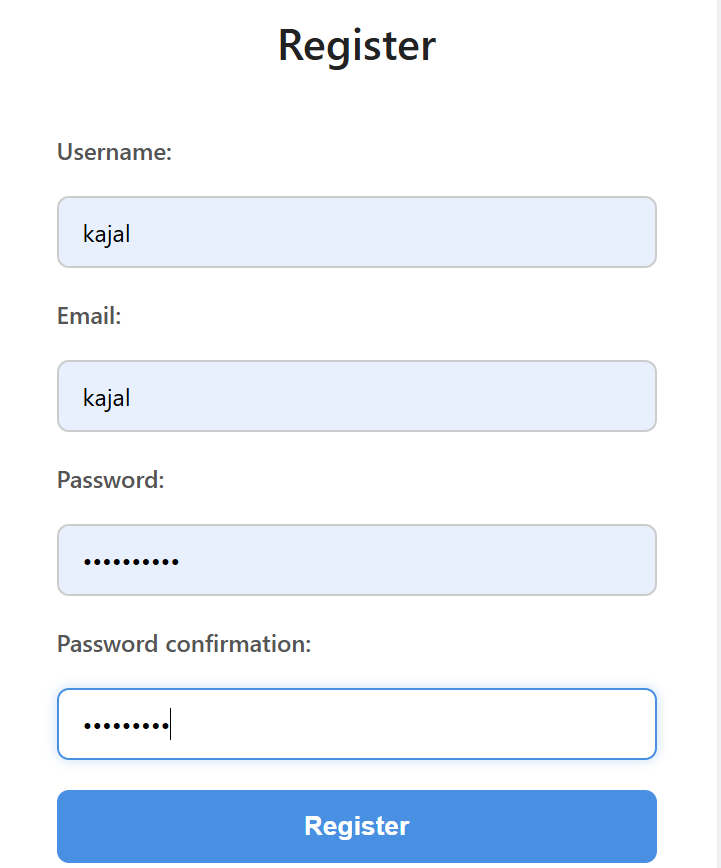 Register
Username:
kajal
Email:
kajal
Password:
••••••••••
Password confirmation:
•••••••••
Register